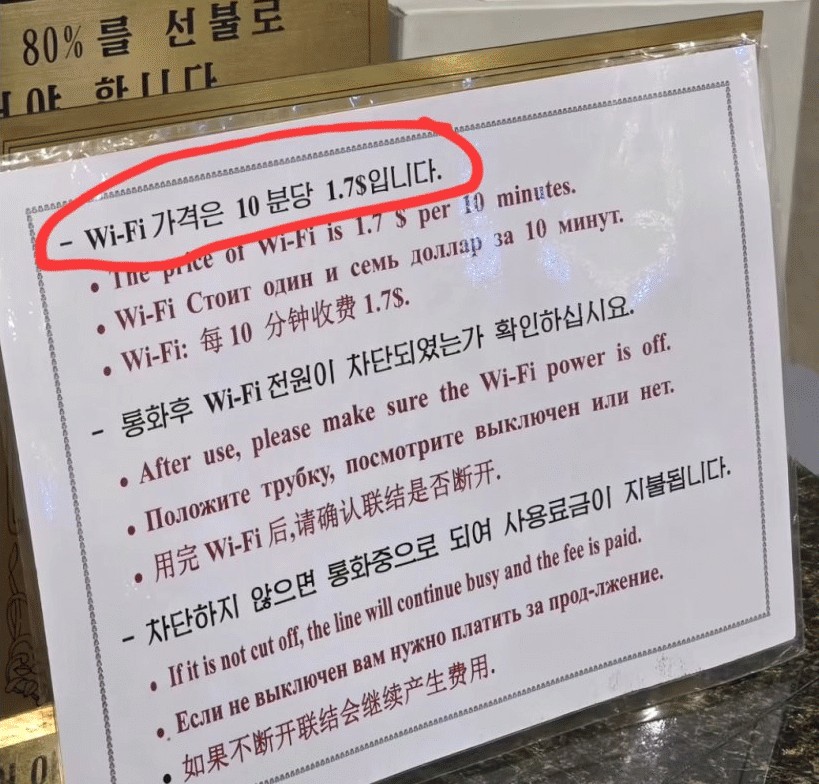 80%를 선불로
야 합니다
- Wi-Fi 가격은 10 분당 1.7$입니다.
• The price of Wi-Fi is 1.7 $ per 10 minutes.
• Wi-Fi Стоит один и семь доллар за 10 минут.
• Wi-Fi: 每10 分钟收费 1.7$.
- 통화후 Wi-Fi 전원이 차단되였는가 확인하십시요.
• After use, please make sure the Wi-Fi power is off.
• Положите трубку, посмотрите выключен или нет.
• 用完 Wi-Fi 后,请确认联结是否断开.
- 차단하지 않으면 통화중으로 되여 사용료금이 지불됩니다.
• If it is not cut off, the line will continue busy and the fee is paid.
• Если не выключен вам нужно платить за прод-лжение.
• 如果不断开联结会继续产生费用.